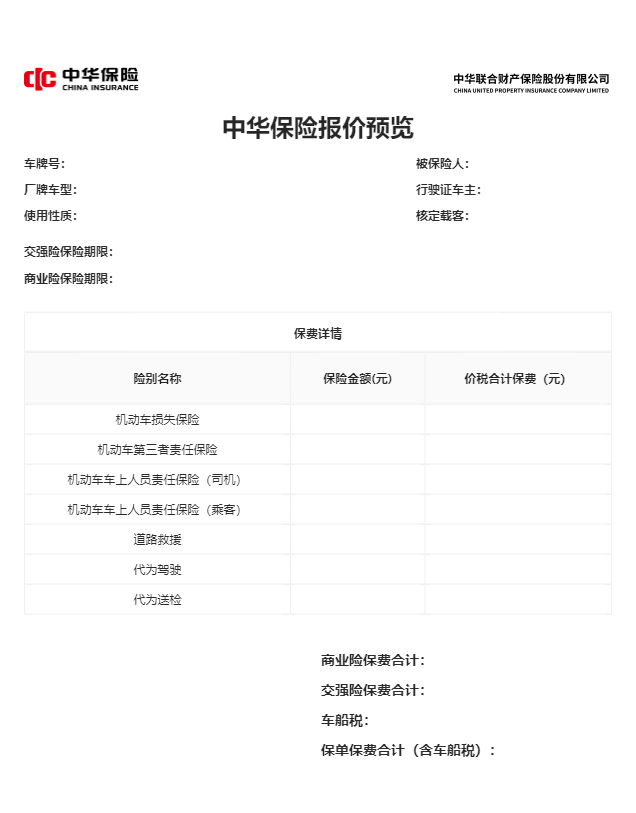 中华保险
CHINA INSURANCE
中华联合财产保险股份有限公司
CHINA UNITED PROPERTY INSURANCE COMPANY LIMITED
中华保险报价预览
车牌号： 被保险人：
厂牌车型： 行驶证车主：
使用性质： 核定载客：
交强险保险期限：
商业险保险期限：
保费详情
险别名称 保险金额(元) 价税合计保费（元）
机动车损失保险
机动车第三者责任保险
机动车车上人员责任保险（司机）
机动车车上人员责任保险（乘客）
道路救援
代为驾驶
代为送检
商业险保费合计：
交强险保费合计：
车船税：
保单保费合计（含车船税）：